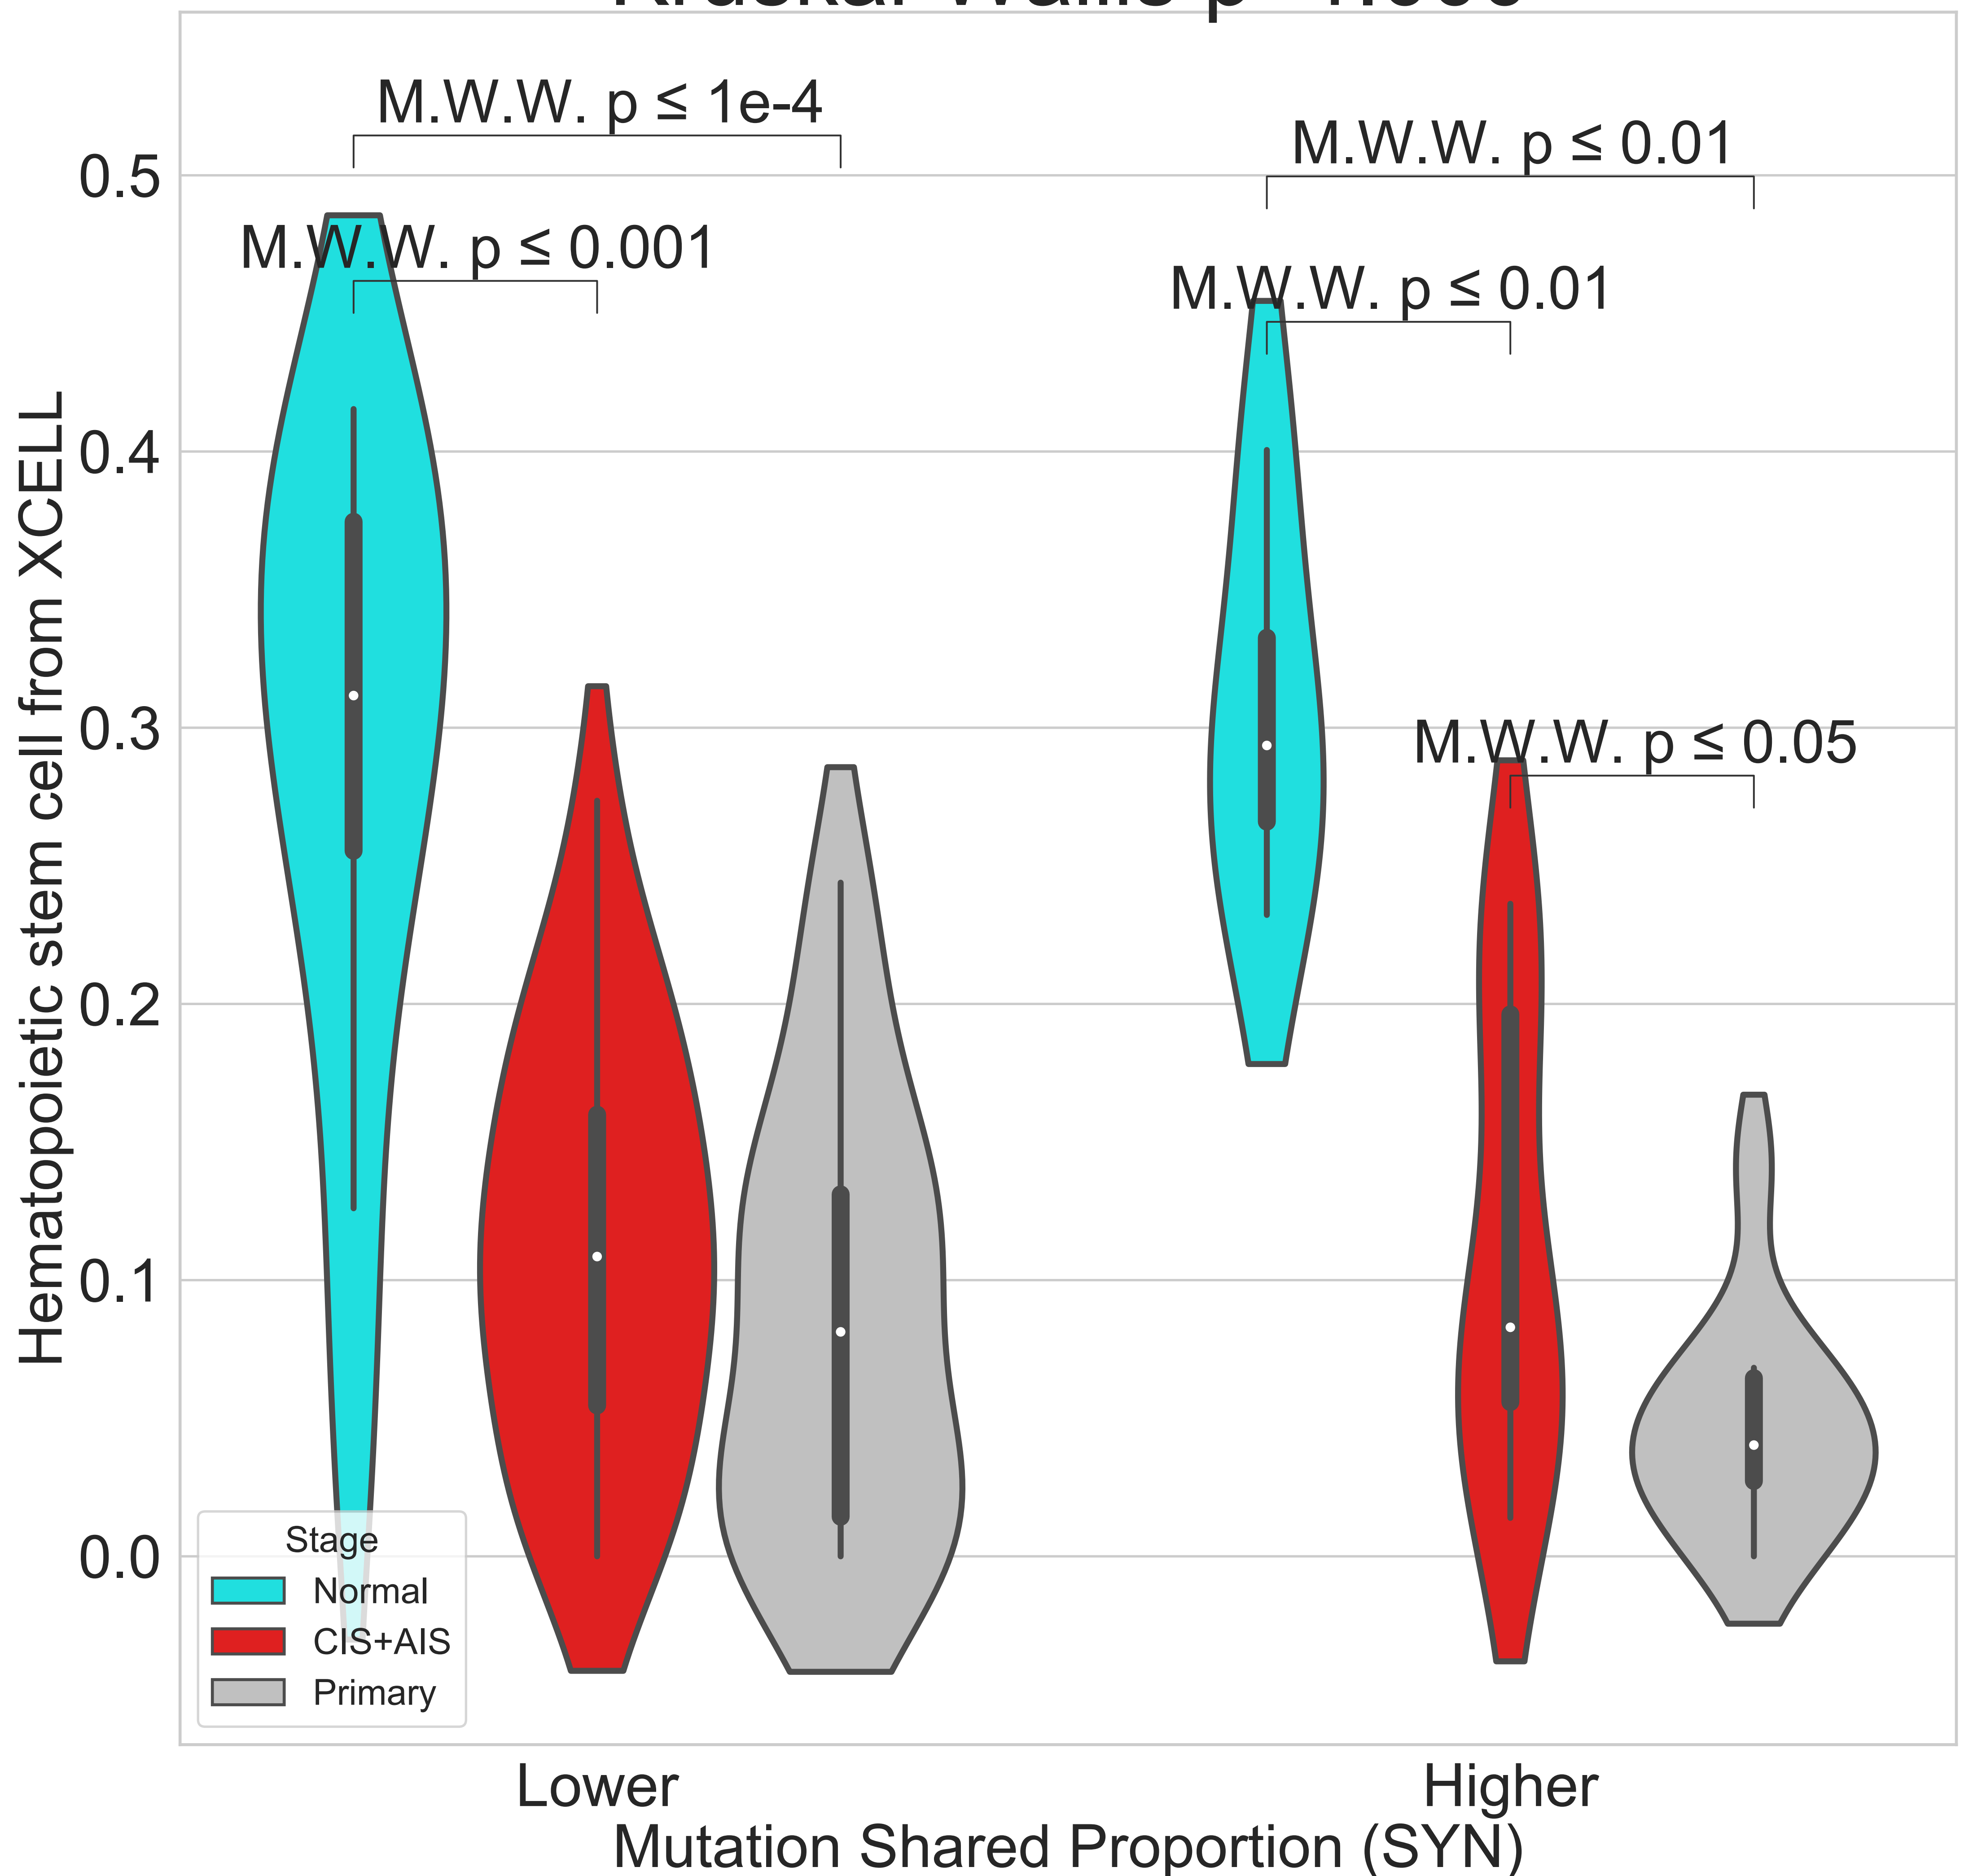 M.W.W. p ≤ 1e-4
M.W.W. p ≤ 0.01
M.W.W. p ≤ 0.001
M.W.W. p ≤ 0.01
M.W.W. p ≤ 0.05
Hematopoietic stem cell from XCELL
0.5
0.4
0.3
0.2
0.1
0.0
Stage
Normal
CIS+AIS
Primary
Lower
Higher
Mutation Shared Proportion (SYN)